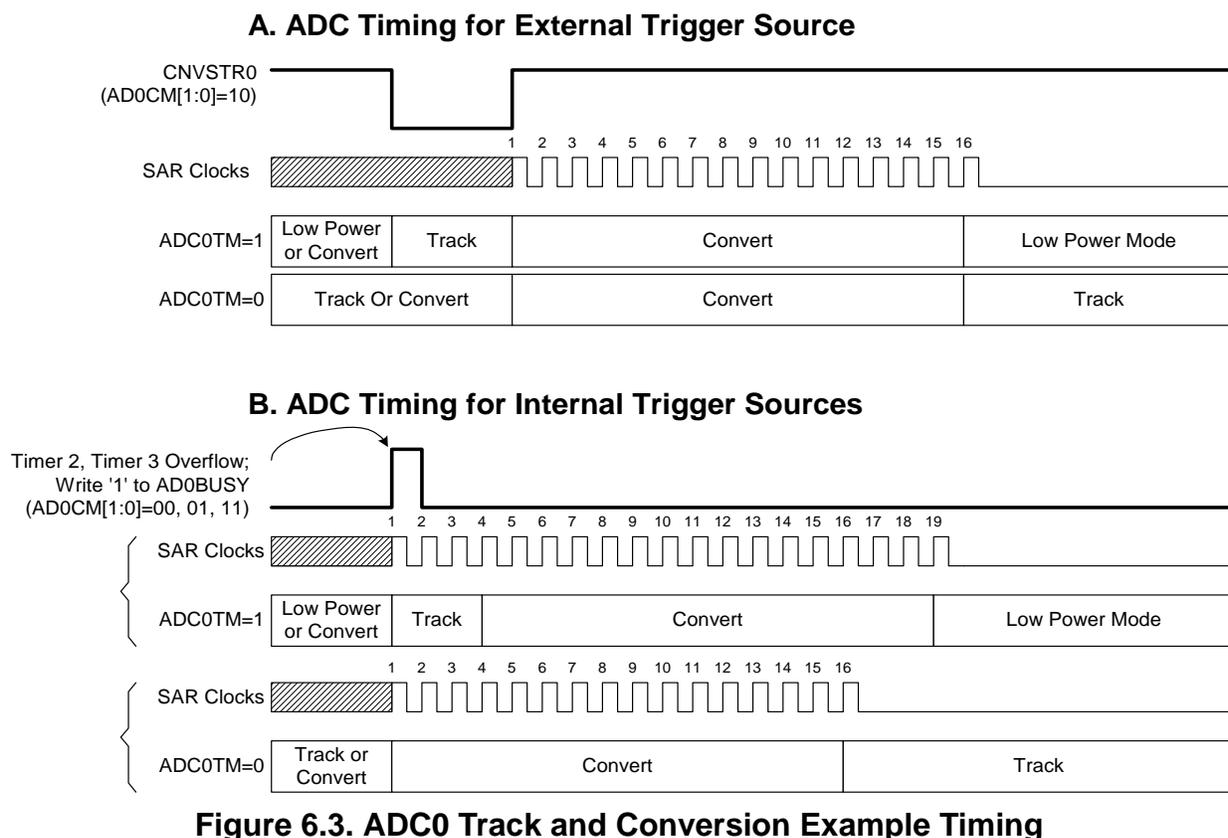 A. ADC Timing for External Trigger Source
CNVSTR0
(AD0CM[1:0]=10)
1 2 3 4 5 6 7 8 9 10 11 12 13 14 15 16
SAR Clocks
ADC0TM=1
Low Power
or Convert
Track
Convert
Low Power Mode
ADC0TM=0
Track Or Convert
Convert
Track
B. ADC Timing for Internal Trigger Sources
Timer 2, Timer 3 Overflow;
Write '1' to AD0BUSY
(AD0CM[1:0]=00, 01, 11)
1 2 3 4 5 6 7 8 9 10 11 12 13 14 15 16 17 18 19
SAR Clocks
ADC0TM=1
Low Power
or Convert
Track
Convert
Low Power Mode
1 2 3 4 5 6 7 8 9 10 11 12 13 14 15 16
SAR Clocks
ADC0TM=0
Track or
Convert
Convert
Track
Figure 6.3. ADC0 Track and Conversion Example Timing